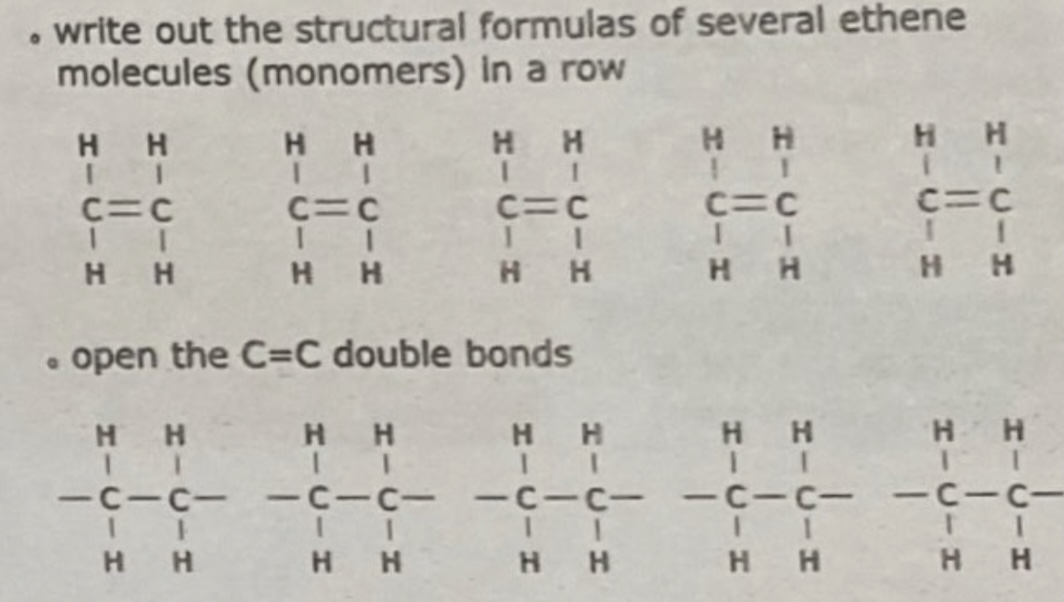 • write out the structural formulas of several ethene
molecules (monomers) in a row
H H H H H H H H H H
| | | | | | | | | |
C=C C=C C=C C=C C=C
| | | | | | | | | |
H H H H H H H H H H
• open the C=C double bonds
H H H H H H H H H H
| | | | | | | | | |
—C—C— —C—C— —C—C— —C—C— —C—C—
| | | | | | | | | |
H H H H H H H H H H